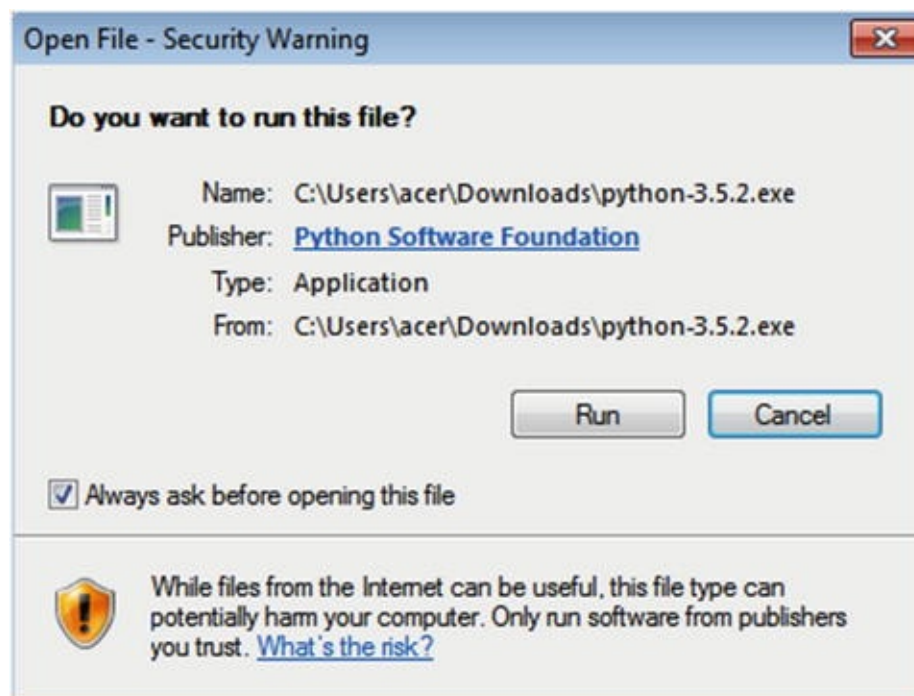 Open File - Security Warning
Do you want to run this file?
Name: C:\Users\acer\Downloads\python-3.5.2.exe
Publisher: Python Software Foundation
Type: Application
From: C:\Users\acer\Downloads\python-3.5.2.exe
Run Cancel
Always ask before opening this file
While files from the Internet can be useful, this file type can
potentially harm your computer. Only run software from publishers
you trust. What's the risk?